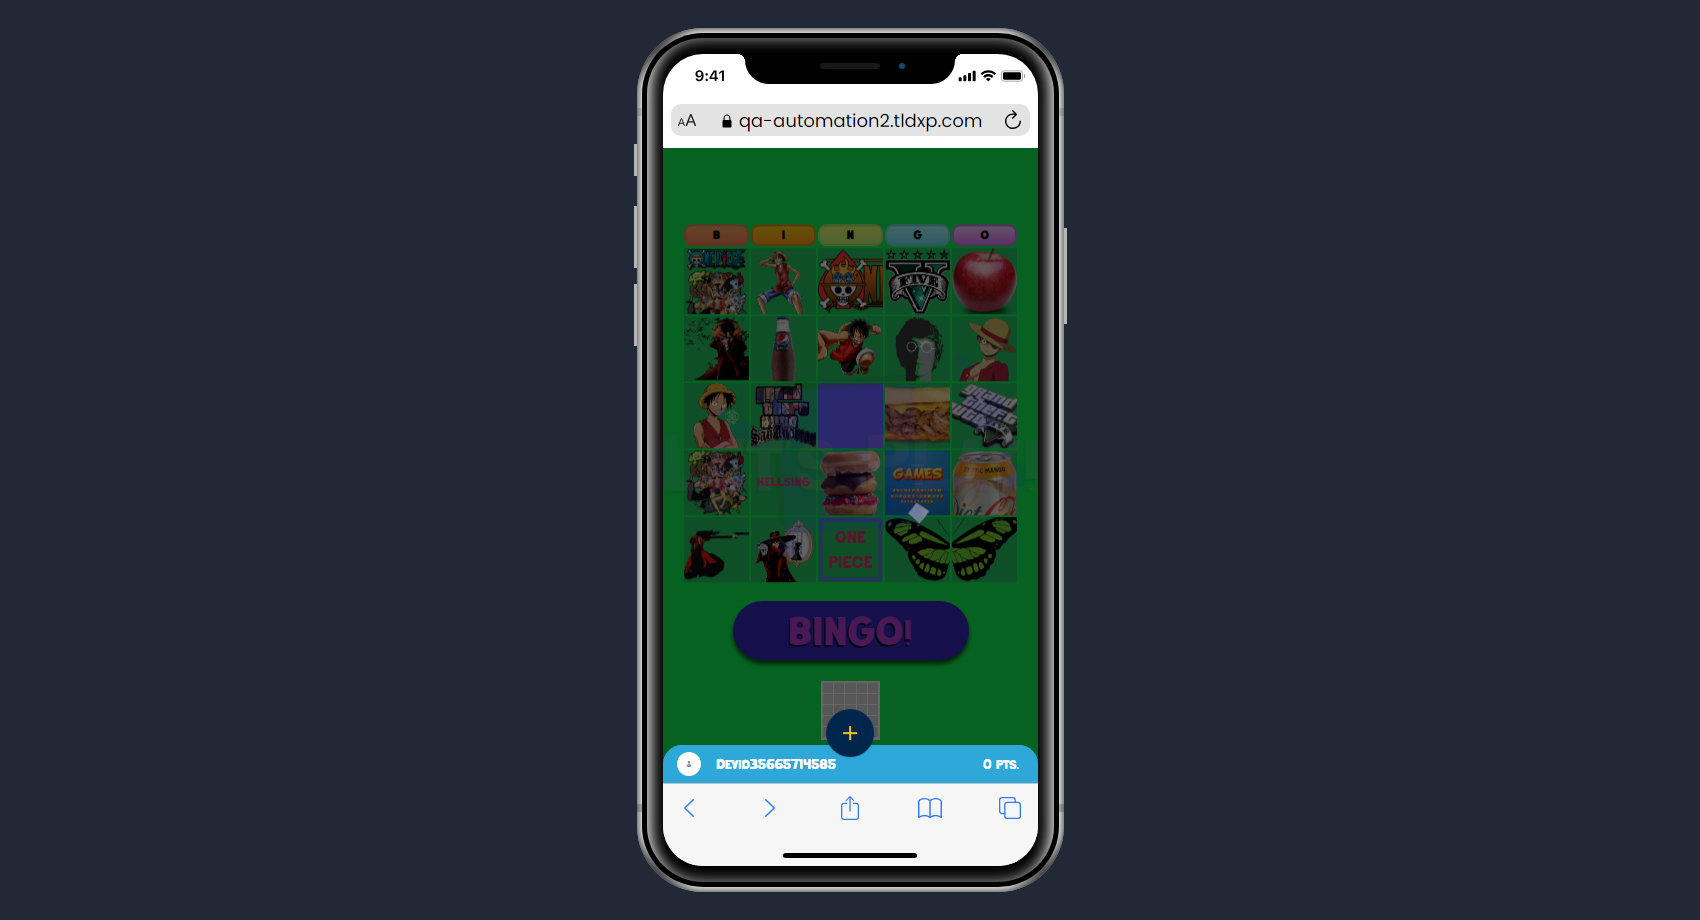 9:41
AA qa-automation2.tldxp.com
B I N G O
FIVE
HELLSING
GAMES
ONE
PIECE
BINGO!
+
Devid35665714585
0 PTS.